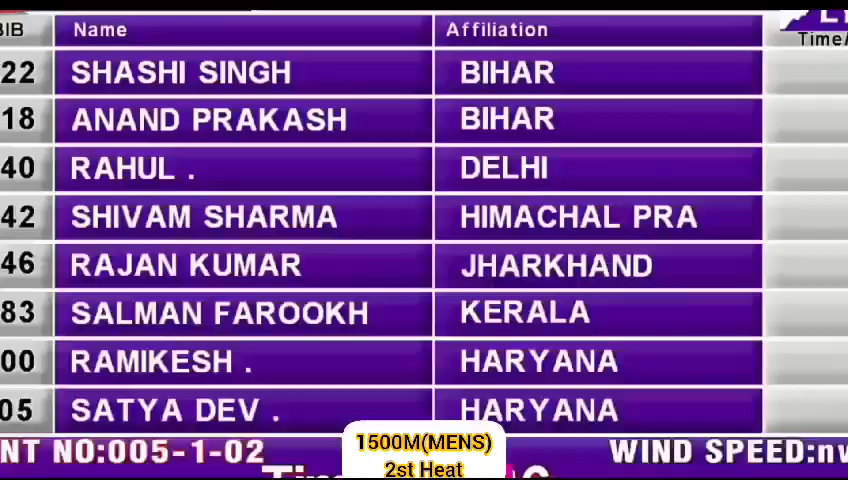 BIB Name Affiliation
Time
22 SHASHI SINGH BIHAR
18 ANAND PRAKASH BIHAR
40 RAHUL . DELHI
42 SHIVAM SHARMA HIMACHAL PRA
46 RAJAN KUMAR JHARKHAND
83 SALMAN FAROOKH KERALA
00 RAMIKESH . HARYANA
05 SATYA DEV . HARYANA
NT NO:005-1-02 WIND SPEED:nw
1500M(MENS)
2st Heat